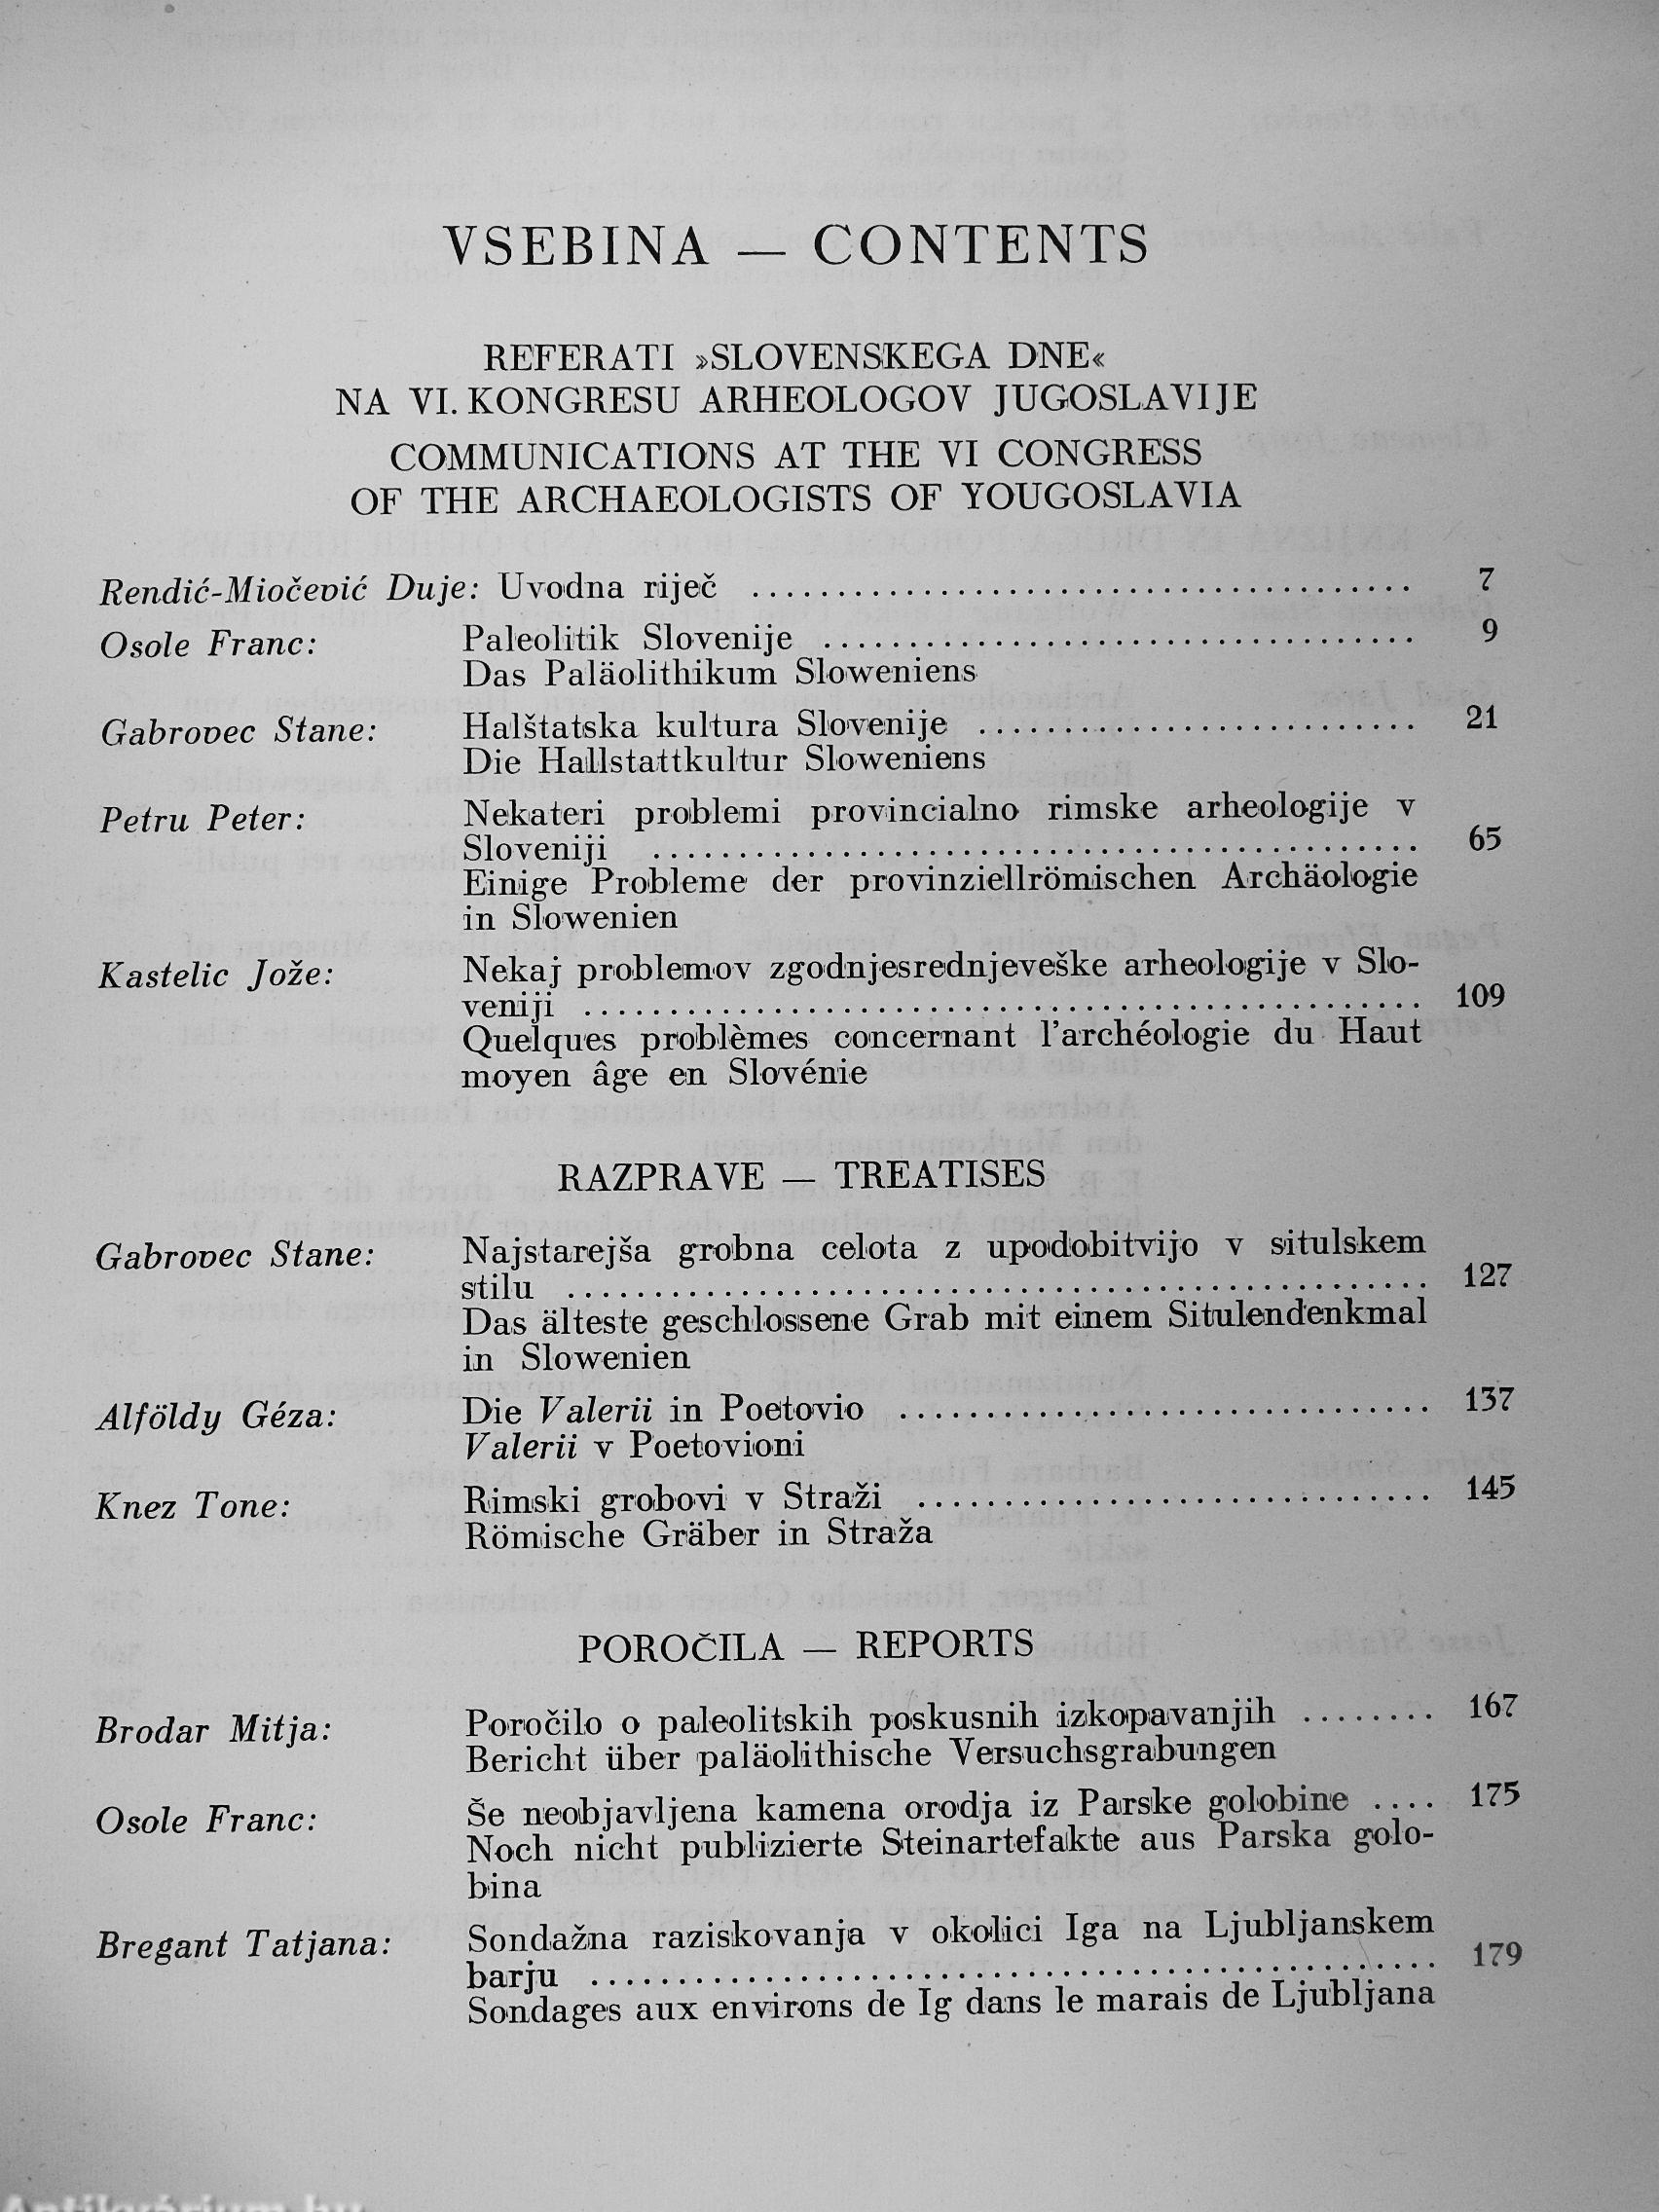 VSEBINA — CONTENTS
REFERATI »SLOVENSKEGA DNE«
NA VI. KONGRESU ARHEOLOGOV JUGOSLAVIJE
COMMUNICATIONS AT THE VI CONGRESS
OF THE ARCHAEOLOGISTS OF YOUGOSLAVIA
Rendić-Miočević Duje: Uvodna riječ ........................................ 7
Osole Franc: Paleolitik Slovenije ................................... 9
Das Paläolithikum Sloweniens
Gabrovec Stane: Halštatska kultura Slovenije .......................... 21
Die Hallstattkultur Sloweniens
Petru Peter: Nekateri problemi provincialno rimske arheologije v
Sloveniji ............................................. 65
Einige Probleme der provinziellrömischen Archäologie
in Slowenien
Kastelic Jože: Nekaj problemov zgodnjesrednjeveške arheologije v Slo-
veniji ................................................. 109
Quelques problèmes concernant l'archéologie du Haut
moyen âge en Slovénie
RAZPRAVE — TREATISES
Gabrovec Stane: Najstarejša grobna celota z upodobitvijo v situlskem
stilu ................................................... 127
Das älteste geschlossene Grab mit einem Situlendenkmal
in Slowenien
Alföldy Géza: Die Valerii in Poetovio ............................... 137
Valerii v Poetovioni
Knez Tone: Rimski grobovi v Straži .............................. 145
Römische Gräber in Straža
POROČILA — REPORTS
Brodar Mitja: Poročilo o paleolitskih poskusnih izkopavanjih ........ 167
Bericht über paläolithische Versuchsgrabungen
Osole Franc: Še neobjavljena kamena orodja iz Parske golobine .... 175
Noch nicht publizierte Steinartefakte aus Parska golo-
bina
Bregant Tatjana: Sondažna raziskovanja v okolici Iga na Ljubljanskem
barju .................................................. 179
Sondages aux environs de Ig dans le marais de Ljubljana
Antikvárium.hu